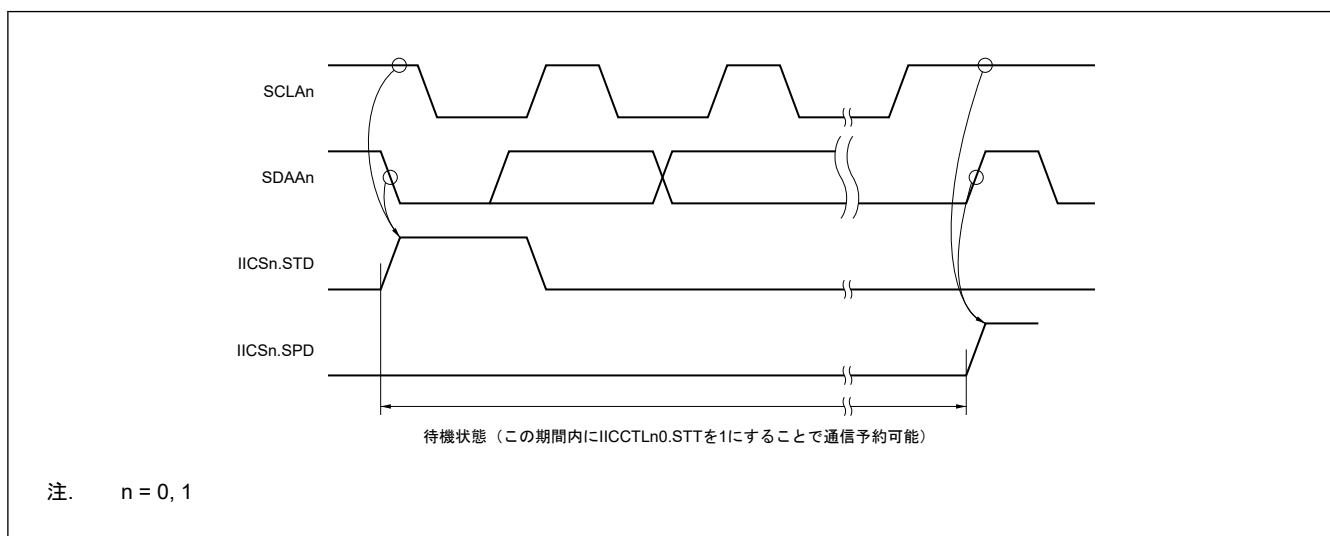 SCLAn
SDAAn
IICSn.STD
IICSn.SPD
待機状態（この期間内にIICCTLn0.STTを1にすることで通信予約可能）
注. n = 0, 1